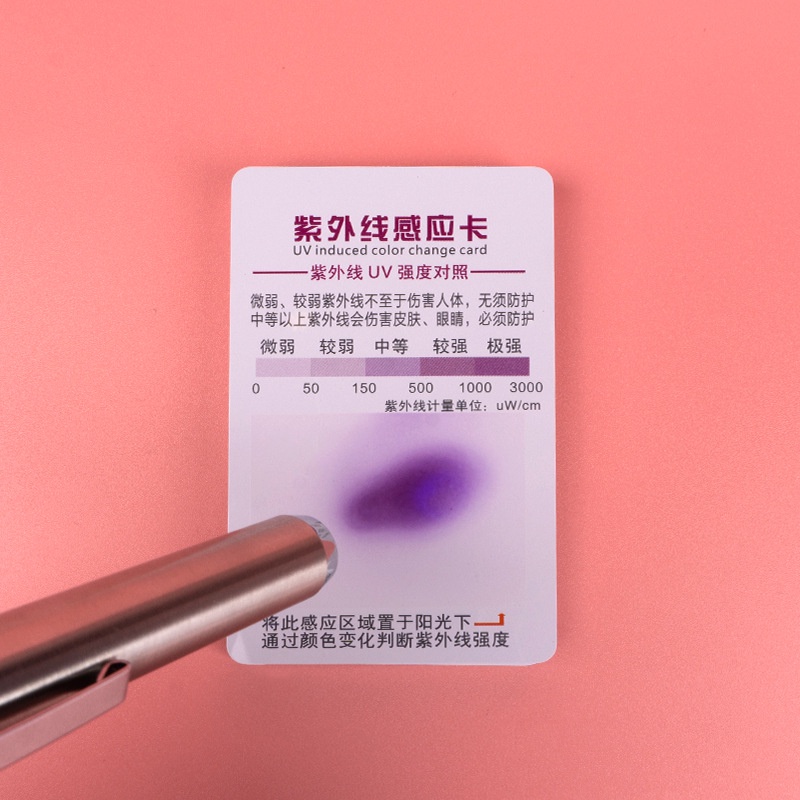 紫外线感应卡
UV induced color change card
紫外线 UV 强度对照
微弱、较弱紫外线不至于伤害人体，无须防护
中等以上紫外线会伤害皮肤、眼睛，必须防护
微弱 较弱 中等 较强 极强
0 50 150 500 1000 3000
紫外线计量单位：uW/cm
将此感应区域置于阳光下
通过颜色变化判断紫外线强度